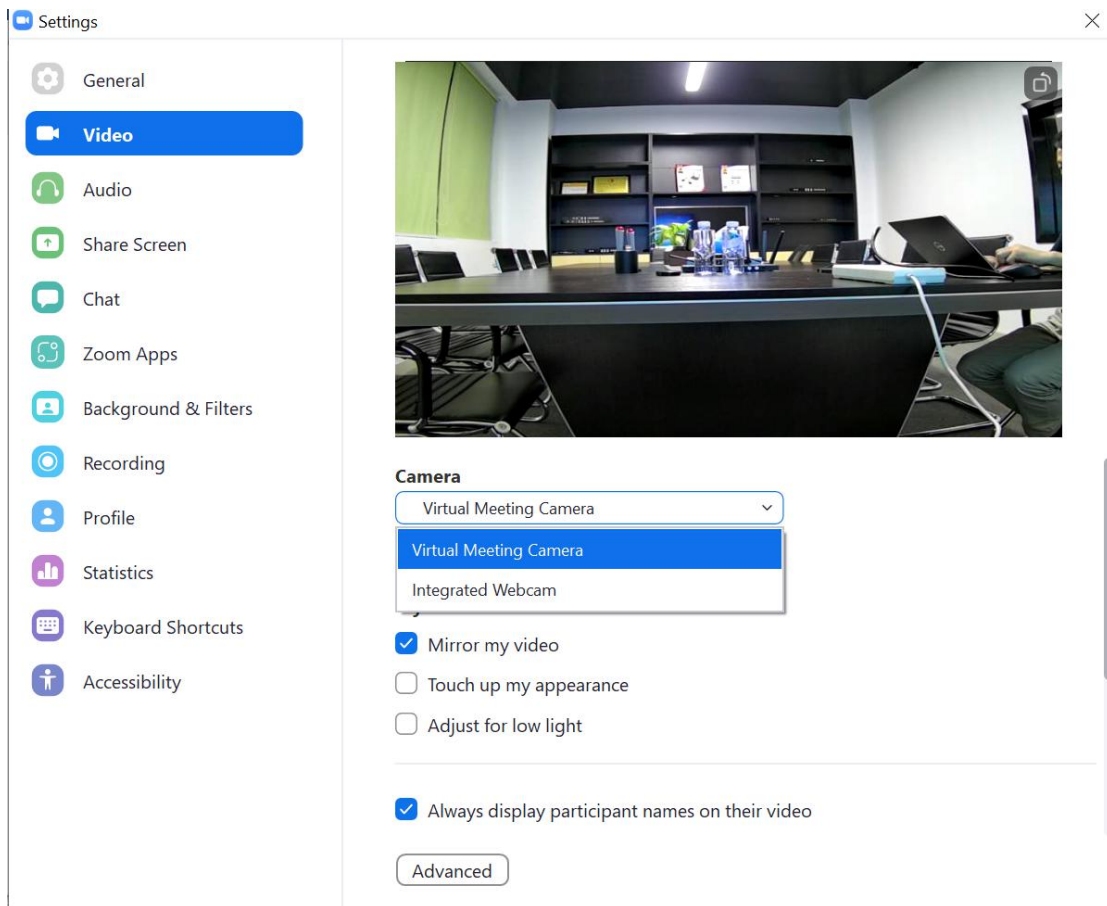 Settings
General
Video
Audio
Share Screen
Chat
Zoom Apps
Background & Filters
Recording
Profile
Statistics
Keyboard Shortcuts
Accessibility
Camera
Virtual Meeting Camera
Virtual Meeting Camera
Integrated Webcam
Mirror my video
Touch up my appearance
Adjust for low light
Always display participant names on their video
Advanced